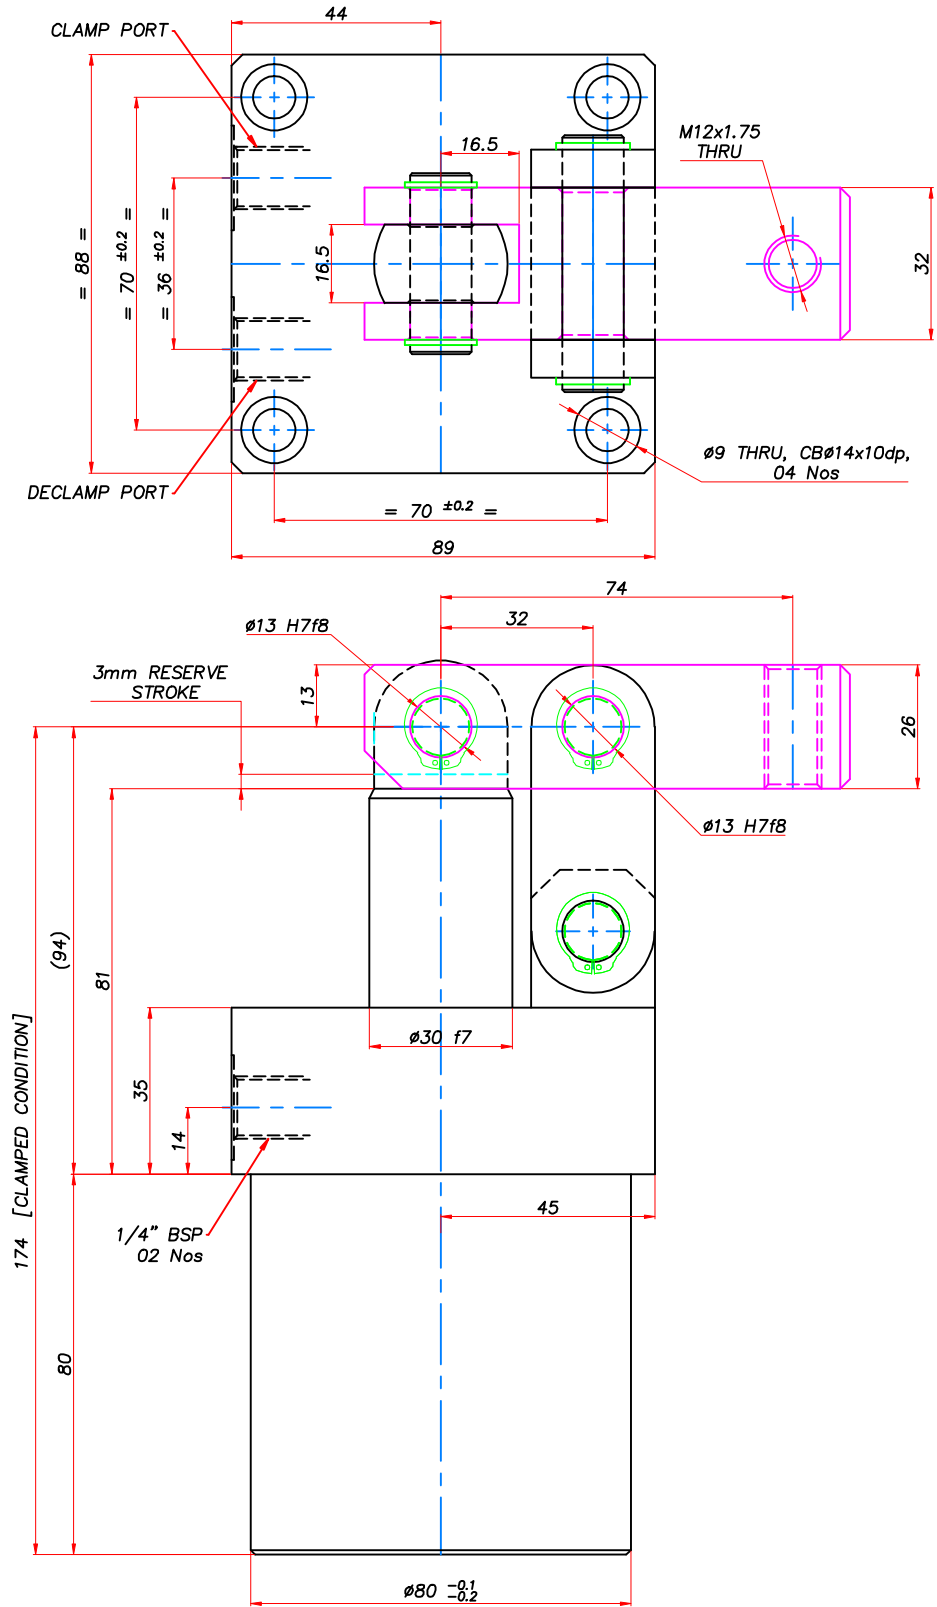 44
CLAMP PORT
16.5
M12x1.75
THRU
= 88 =
= 70 ±0.2 =
= 36 ±0.2 =
16.5
32
DECLAMP PORT
ø9 THRU, CBø14x10dp,
04 Nos
= 70 ±0.2 =
89
74
32
ø13 H7f8
3mm RESERVE
STROKE
13
26
ø13 H7f8
(94)
81
174 [CLAMPED CONDITION]
ø30 f7
35
14
45
1/4” BSP
02 Nos
80
ø80 -0.1
-0.2